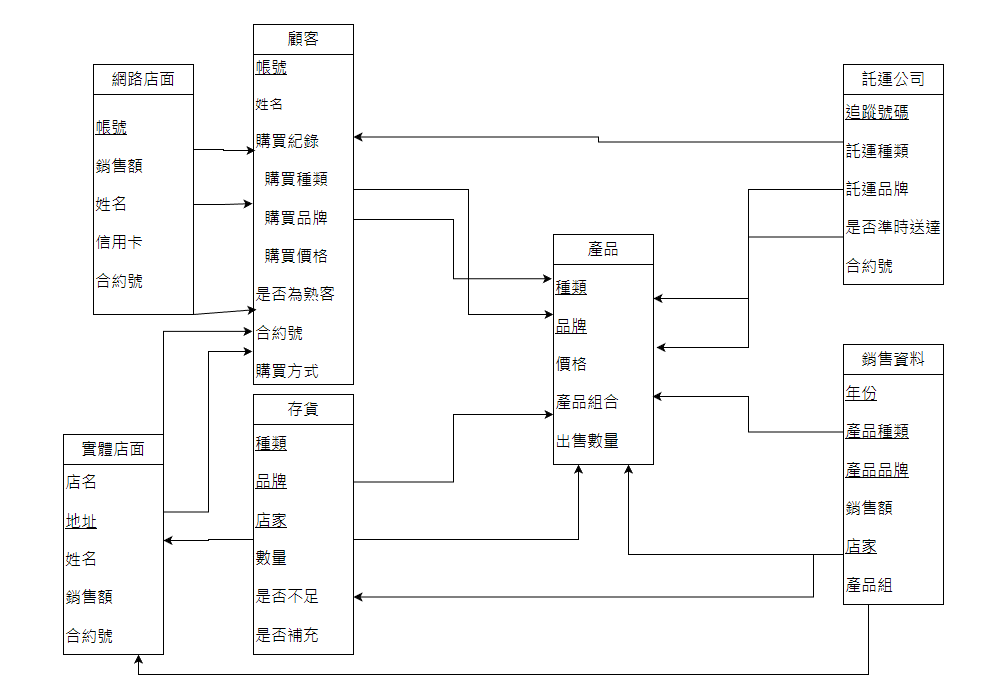 顧客
帳號
姓名
購買紀錄
購買種類
購買品牌
購買價格
是否為熟客
合約號
購買方式
網路店面
帳號
銷售額
姓名
信用卡
合約號
託運公司
追蹤號碼
託運種類
託運品牌
是否準時送達
合約號
產品
種類
品牌
價格
產品組合
出售數量
銷售資料
年份
產品種類
產品品牌
銷售額
店家
產品組
存貨
種類
品牌
店家
數量
是否不足
是否補充
實體店面
店名
地址
姓名
銷售額
合約號